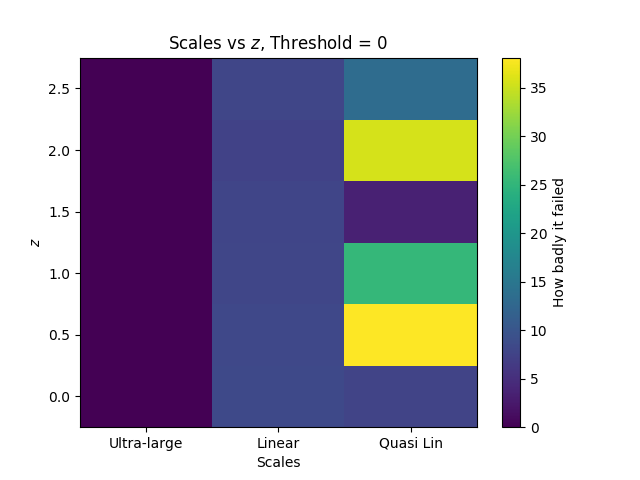 Scales vs z, Threshold = 0
2.5
2.0
1.5
1.0
0.5
0.0
z
Ultra-large Linear Quasi Lin
Scales
35
30
25
20
15
10
5
0
How badly it failed